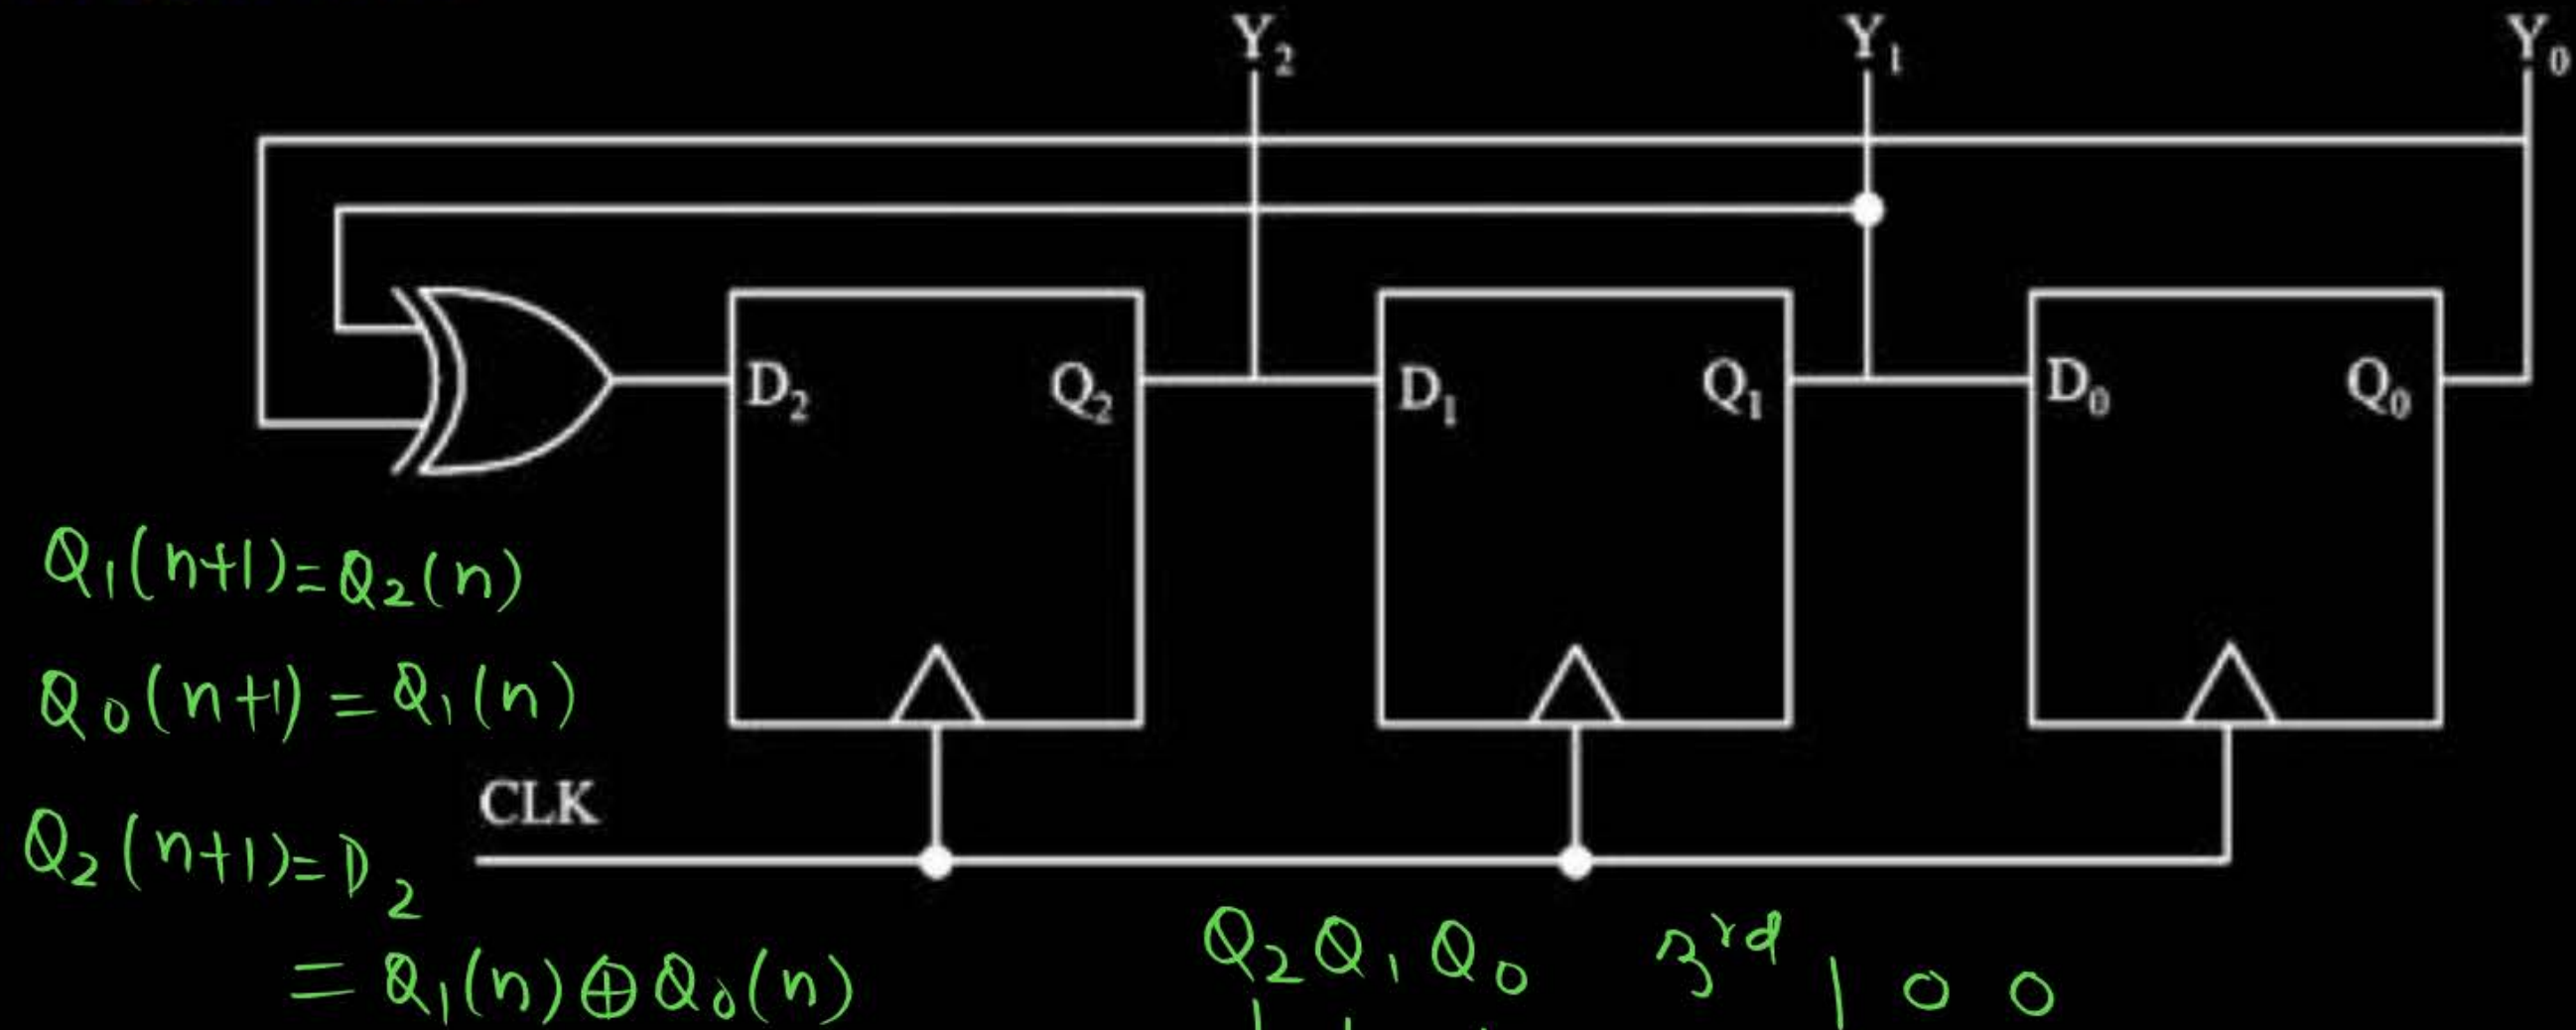 Y₂ Y₁ Y₀
D₂ Q₂ D₁ Q₁ D₀ Q₀
Q₁(n+1)=Q₂(n)
Q₀(n+1)=Q₁(n)
CLK
Q₂(n+1)=D₂
=Q₁(n)⊕Q₀(n)
Q₂Q₁Q₀ 3rd 1 0 0